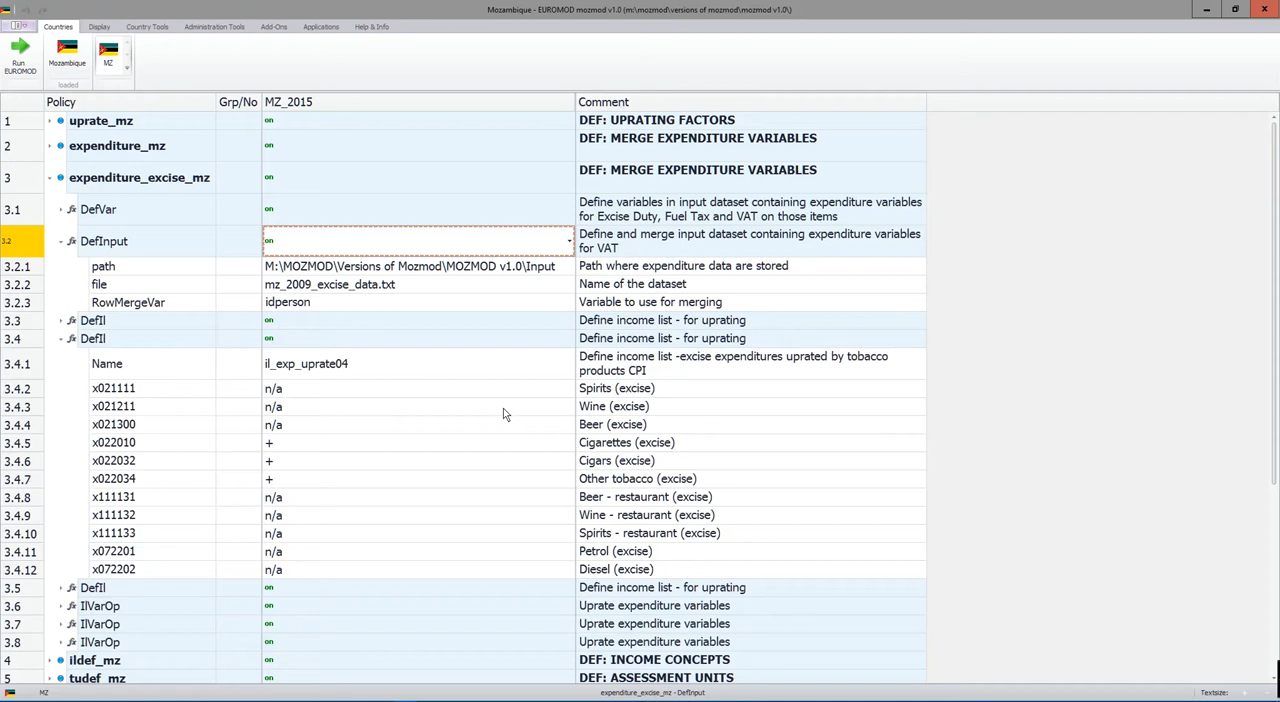 Mozambique - EUROMOD mozmod v1.0 (m:\mozmod\versions of mozmod\mozmod v1.0\)
Countries Display Country Tools Administration Tools Add-Ons Applications Help & Info
Run EUROMOD
Mozambique
MZ
loaded
Policy Grp/No MZ_2015 Comment
1 uprate_mz on DEF: UPRATING FACTORS
2 expenditure_mz on DEF: MERGE EXPENDITURE VARIABLES
3 expenditure_excise_mz on DEF: MERGE EXPENDITURE VARIABLES
3.1 fx DefVar on Define variables in input dataset containing expenditure variables
for Excise Duty, Fuel Tax and VAT on those items
3.2 fx DefInput on Define and merge input dataset containing expenditure variables
for VAT
3.2.1 path M:\MOZMOD\Versions of Mozmod\MOZMOD v1.0\Input Path where expenditure data are stored
3.2.2 file mz_2009_excise_data.txt Name of the dataset
3.2.3 RowMergeVar idperson Variable to use for merging
3.3 fx DefIl on Define income list - for uprating
3.4 fx DefIl on Define income list - for uprating
3.4.1 Name il_exp_uprate04 Define income list -excise expenditures uprated by tobacco
products CPI
3.4.2 x021111 n/a Spirits (excise)
3.4.3 x021211 n/a Wine (excise)
3.4.4 x021300 n/a Beer (excise)
3.4.5 x022010 + Cigarettes (excise)
3.4.6 x022032 + Cigars (excise)
3.4.7 x022034 + Other tobacco (excise)
3.4.8 x111131 n/a Beer - restaurant (excise)
3.4.9 x111132 n/a Wine - restaurant (excise)
3.4.10 x111133 n/a Spirits - restaurant (excise)
3.4.11 x072201 n/a Petrol (excise)
3.4.12 x072202 n/a Diesel (excise)
3.5 fx DefIl on Define income list - for uprating
3.6 fx IlVarOp on Uprate expenditure variables
3.7 fx IlVarOp on Uprate expenditure variables
3.8 fx IlVarOp on Uprate expenditure variables
4 ildef_mz on DEF: INCOME CONCEPTS
5 tudef_mz on DEF: ASSESSMENT UNITS
MZ expenditure_excise_mz - DefInput Textsize: